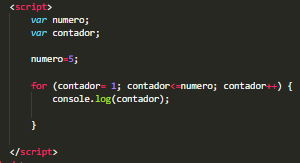 <script>
var numero;
var contador;
numero=5;
for (contador= 1; contador<=numero; contador++) {
console.log(contador);
}
</script>